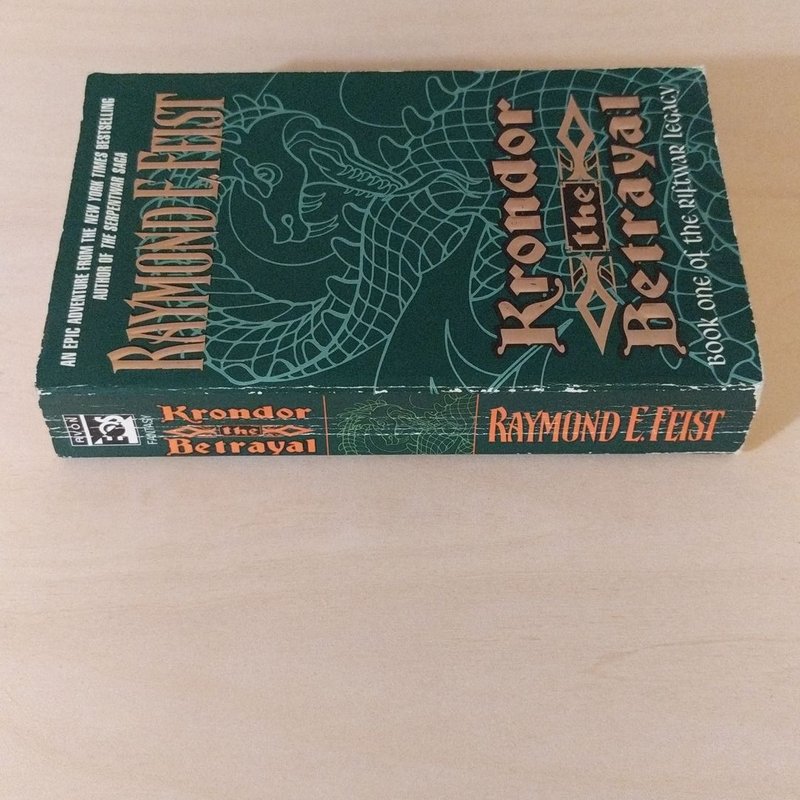 AN EPIC ADVENTURE FROM THE NEW YORK TIMES BESTSELLING
AUTHOR OF THE SERPENTWAR SAGA
RAYMOND E. FEIST
Krondor
the
Betrayal
BOOK ONE OF THE RIFTWAR LEGACY
AVON
FANTASY
Krondor
the
Betrayal
RAYMOND E. FEIST